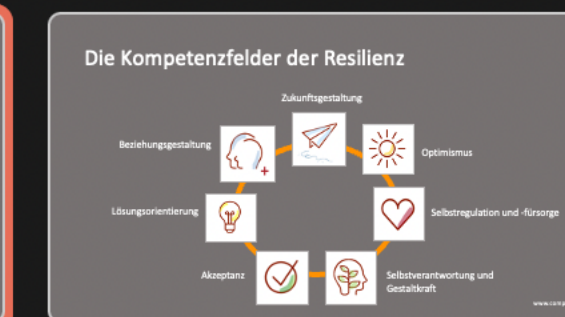 Die Kompetenzfelder der Resilienz
Zukunftsgestaltung
Beziehungsgestaltung
Optimismus
Lösungsorientierung
Selbstregulation und -fürsorge
Akzeptanz
Selbstverantwortung und
Gestaltkraft